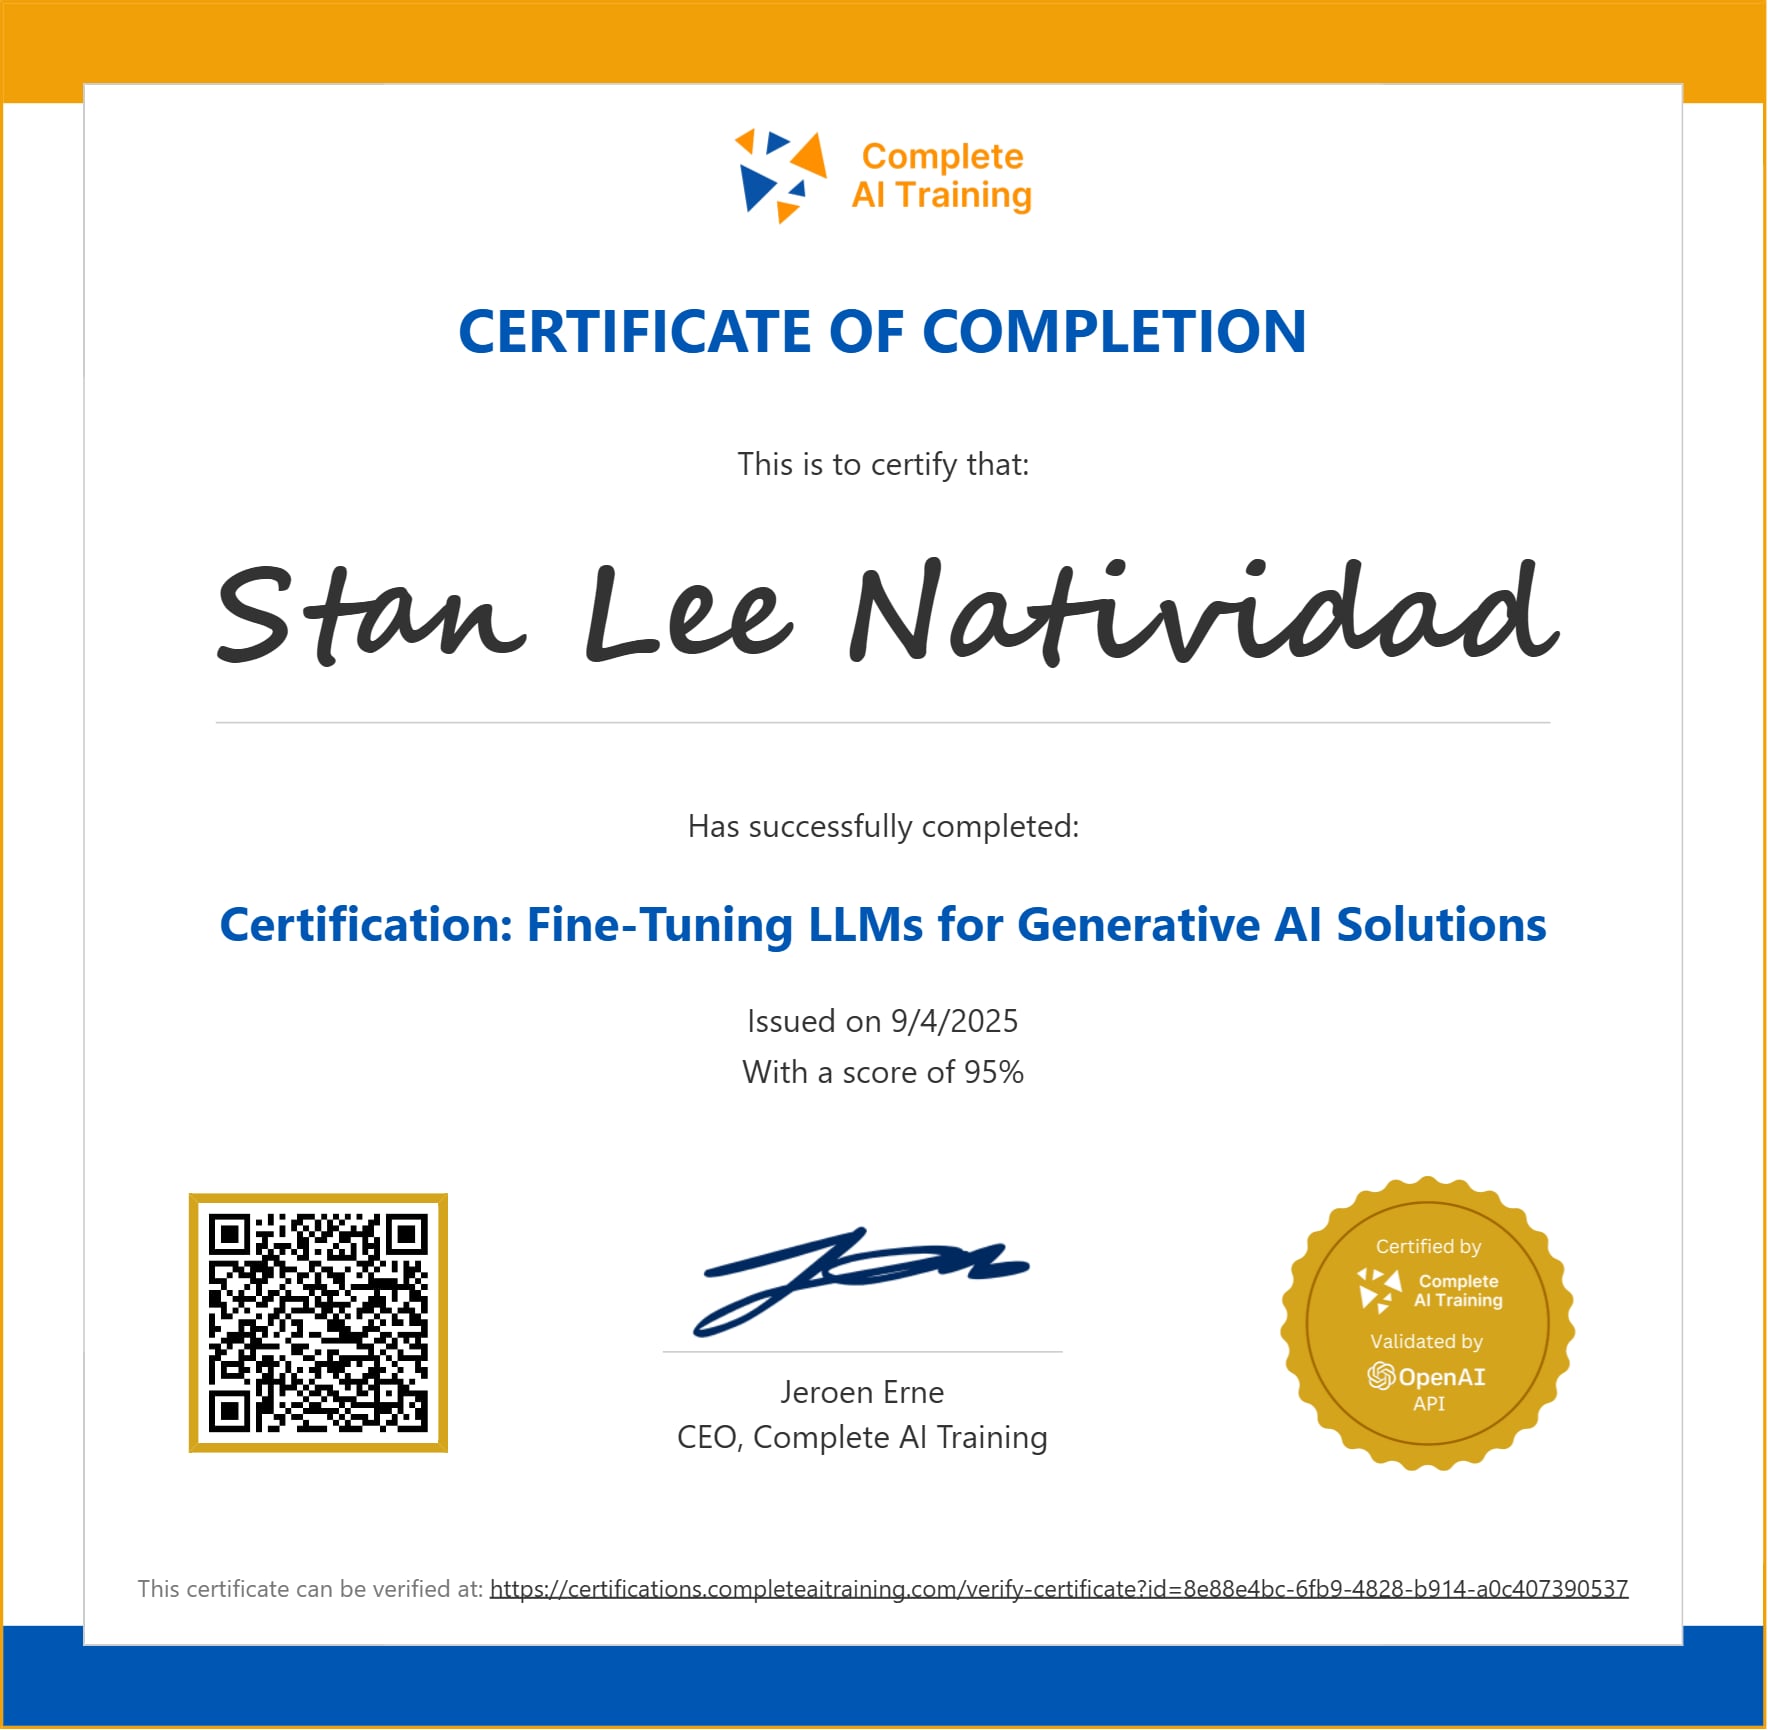 Complete
AI Training
CERTIFICATE OF COMPLETION
This is to certify that:
Stan Lee Natividad
Has successfully completed:
Certification: Fine-Tuning LLMs for Generative AI Solutions
Issued on 9/4/2025
With a score of 95%
Jeroen Erne
CEO, Complete AI Training
Certified by
Complete
AI Training
Validated by
OpenAI
API
This certificate can be verified at: https://certifications.completeaitraining.com/verify-certificate?id=8e88e4bc-6fb9-4828-b914-a0c407390537